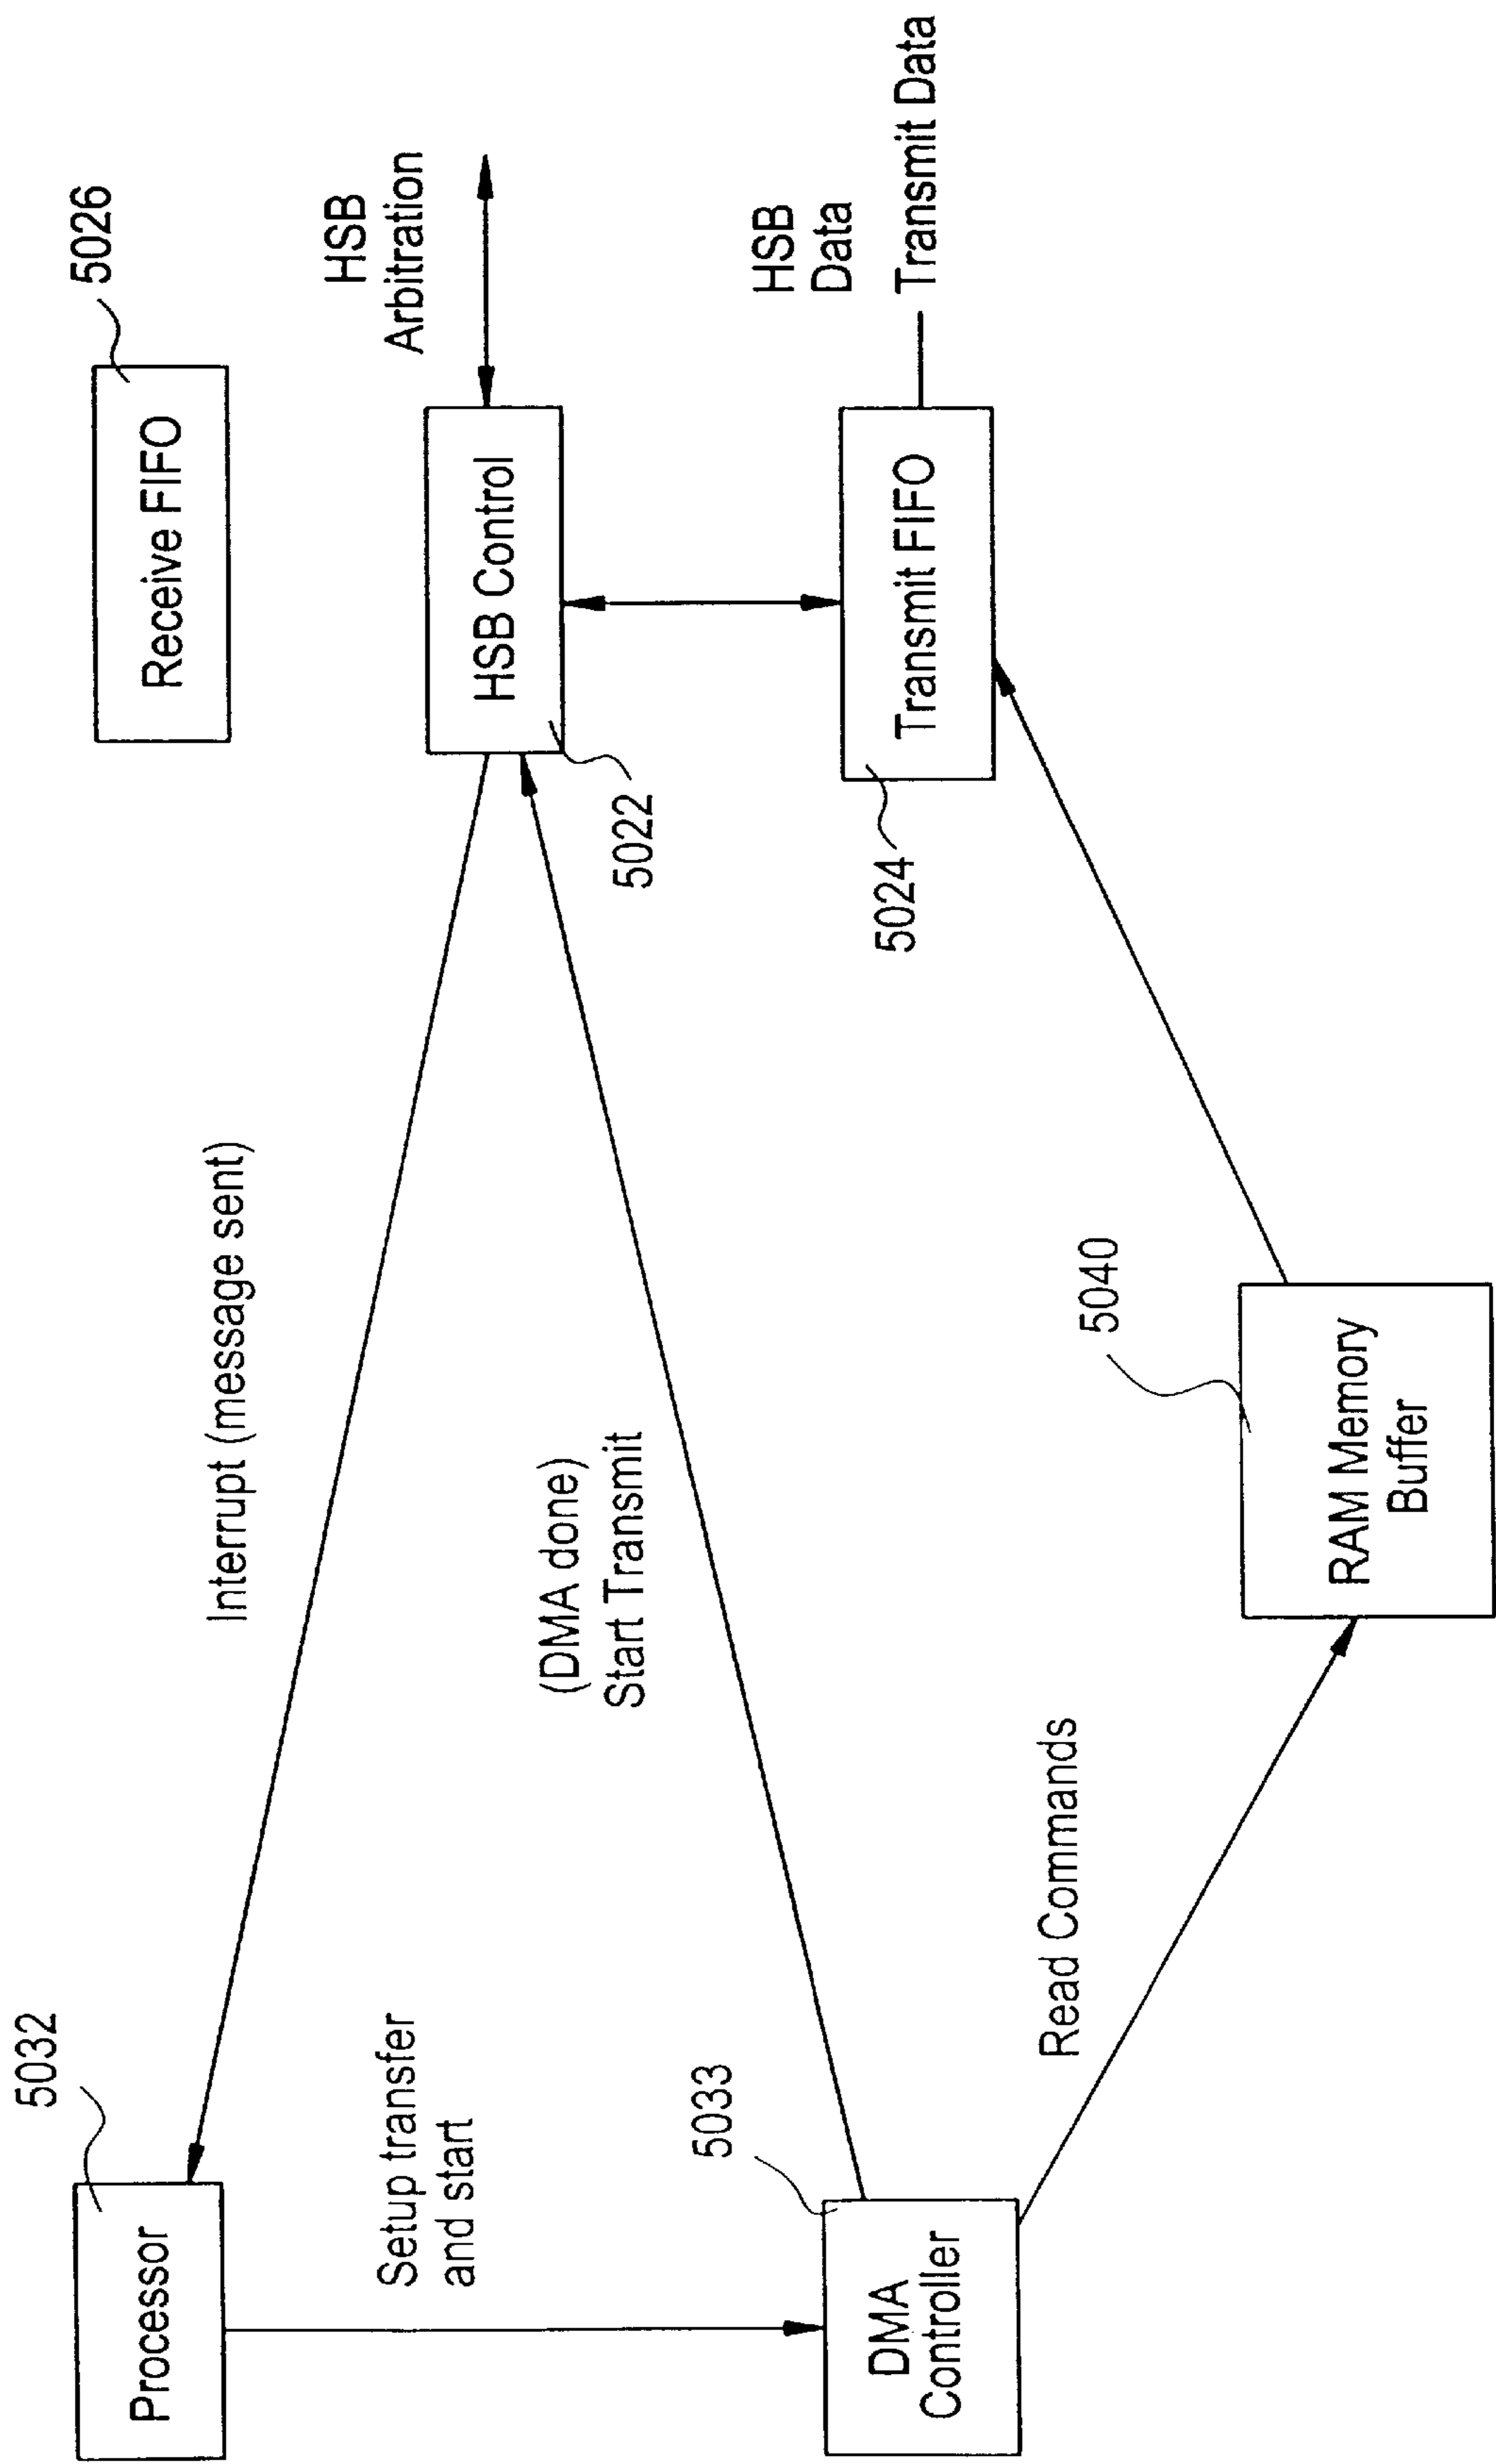 5032
Processor
Setup transfer
and start
5033
DMA
Controller
Interrupt (message sent)
(DMA done)
Start Transmit
Read Commands
5040
RAM Memory
Buffer
5026
Receive FIFO
HSB
Arbitration
HSB Control
5022
HSB
Data
Transmit FIFO
5024
Transmit Data